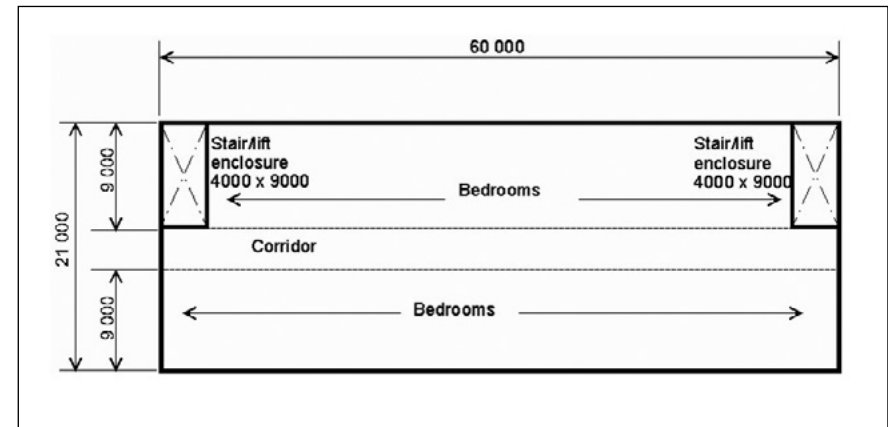 60 000
Stair/lift
enclosure
4000 x 9000
Stair/lift
enclosure
4000 x 9000
9 000
Bedrooms
21 000
Corridor
9 000
Bedrooms